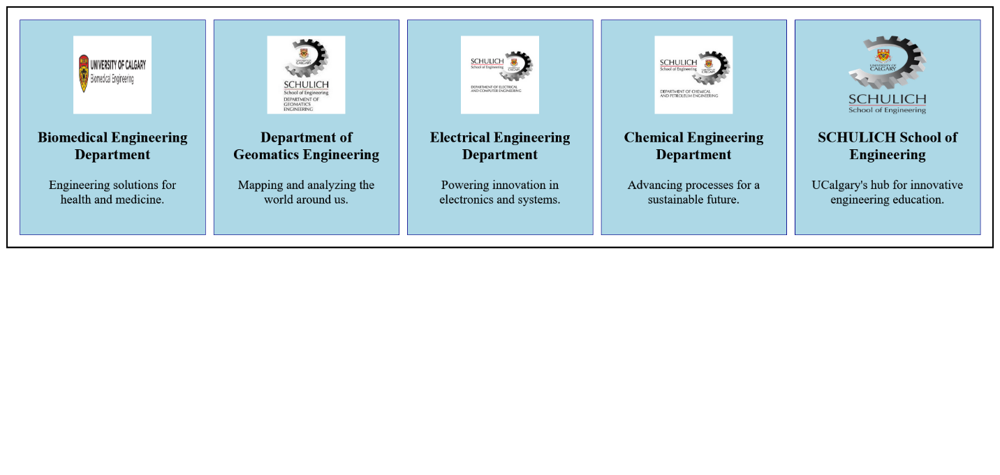 UNIVERSITY OF CALGARY
Biomedical Engineering
Biomedical Engineering
Department
Engineering solutions for
health and medicine.
UNIVERSITY OF
CALGARY
SCHULICH
School of Engineering
DEPARTMENT OF
GEOMATICS
ENGINEERING
Department of
Geomatics Engineering
Mapping and analyzing the
world around us.
SCHULICH
School of Engineering
UNIVERSITY OF
CALGARY
DEPARTMENT OF ELECTRICAL
AND COMPUTER ENGINEERING
Electrical Engineering
Department
Powering innovation in
electronics and systems.
SCHULICH
School of Engineering
UNIVERSITY OF
CALGARY
DEPARTMENT OF CHEMICAL
AND PETROLEUM ENGINEERING
Chemical Engineering
Department
Advancing processes for a
sustainable future.
UNIVERSITY OF
CALGARY
SCHULICH
School of Engineering
SCHULICH School of
Engineering
UCalgary's hub for innovative
engineering education.